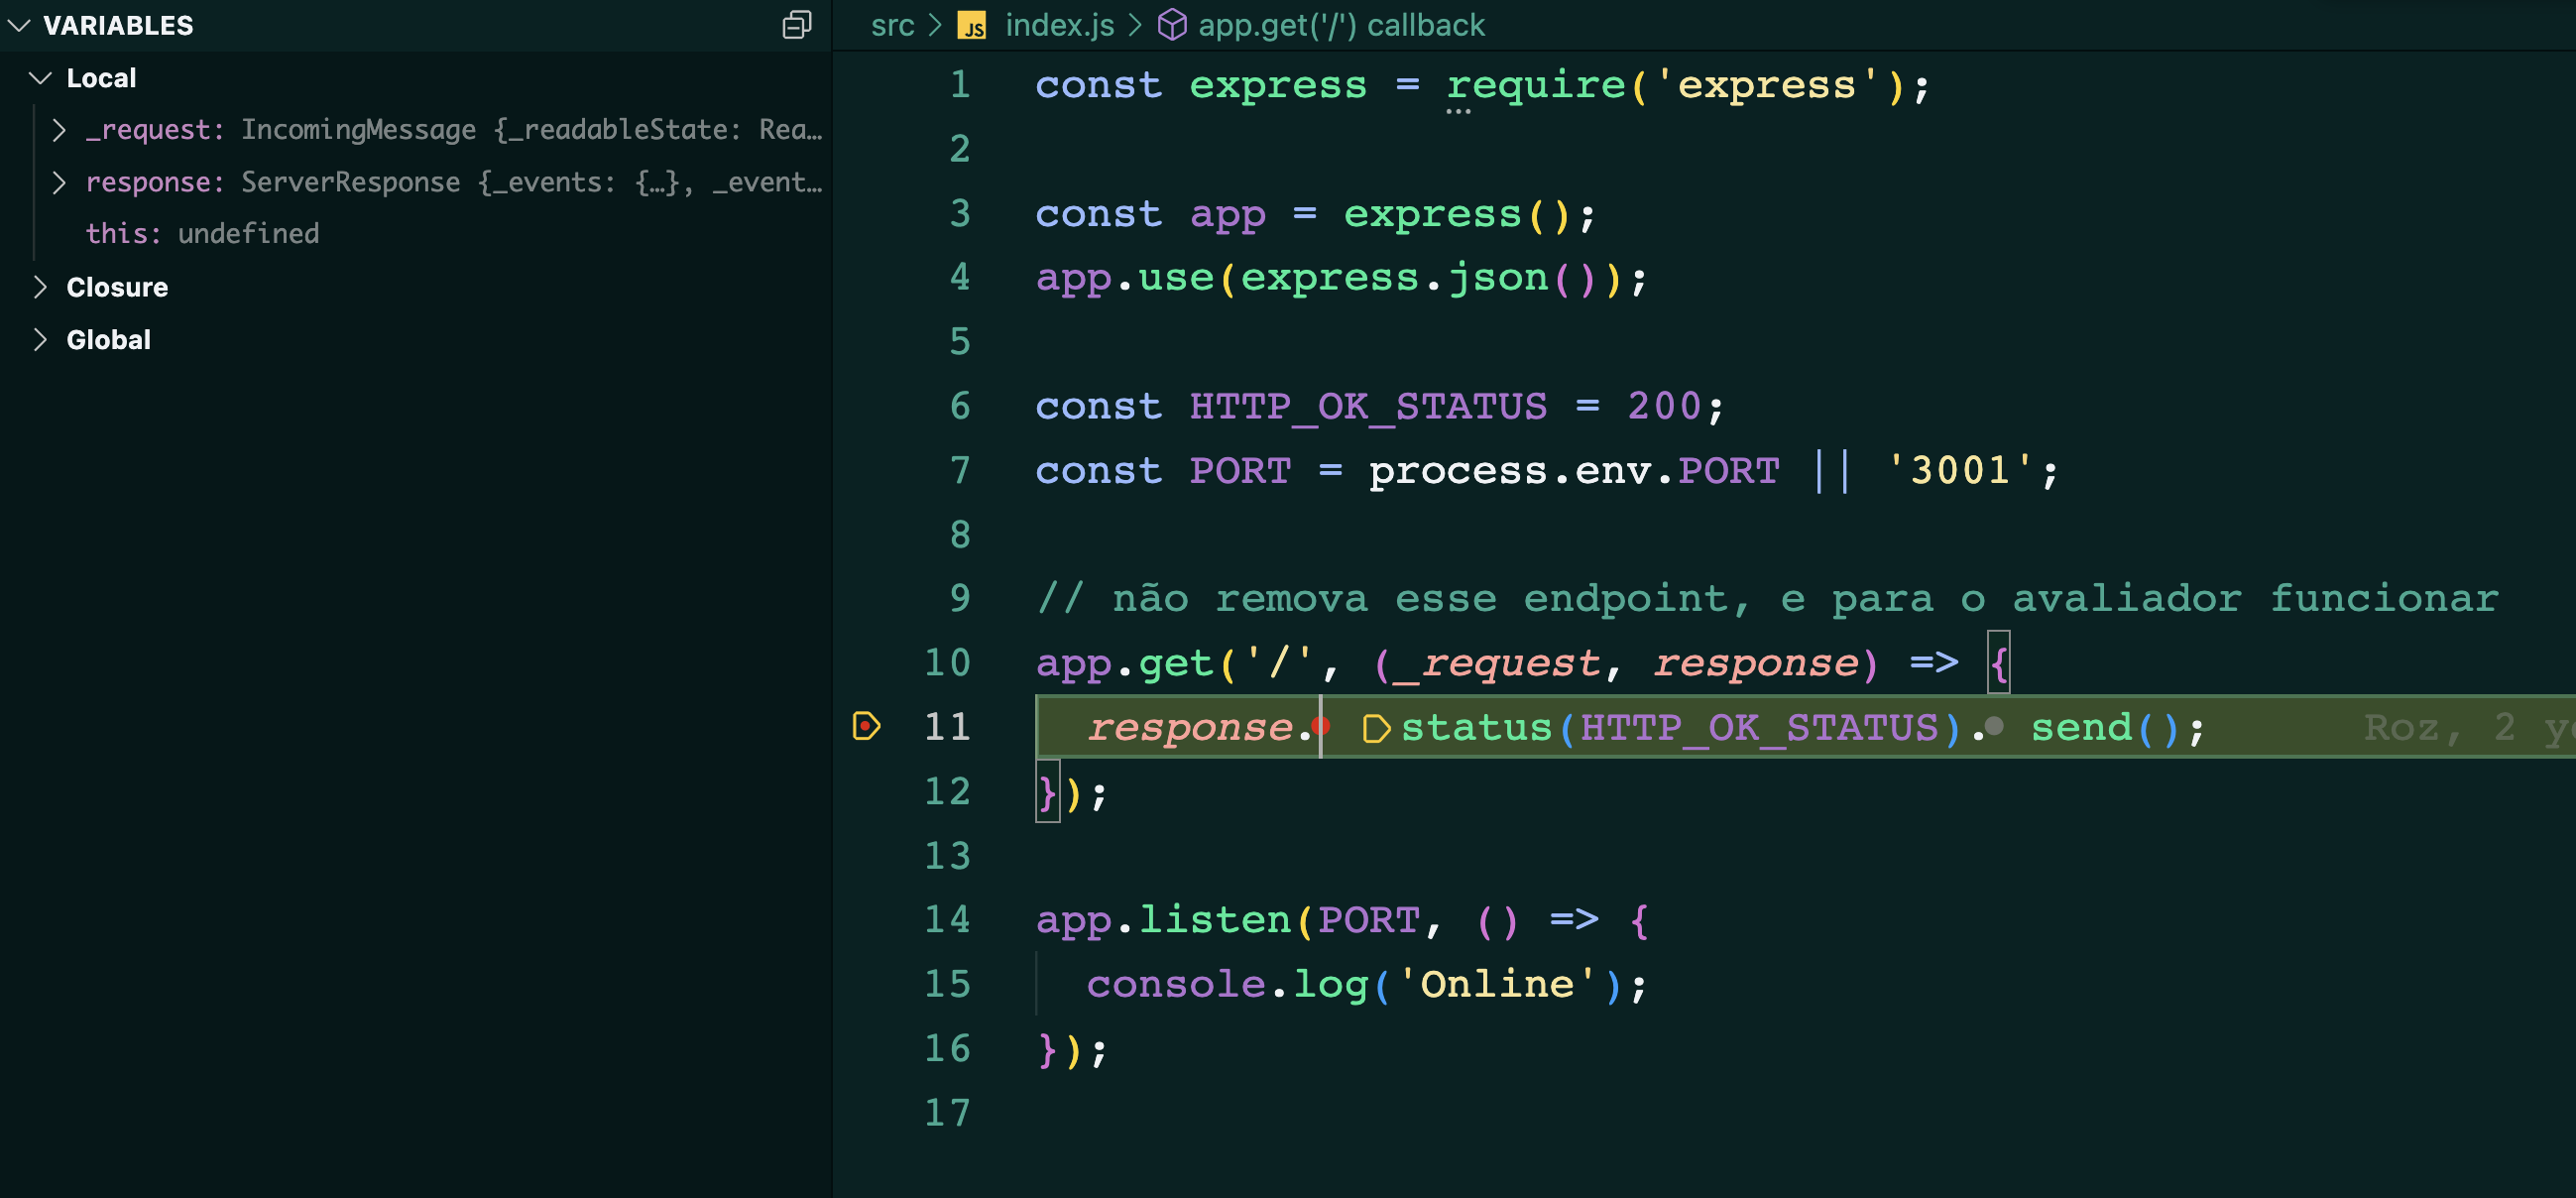 VARIABLES
Local
_request: IncomingMessage {_readableState: Rea…
response: ServerResponse {_events: {…}, _event…
this: undefined
Closure
Global
src > JS index.js > app.get('/') callback
1 const express = require('express');
2
3 const app = express();
4 app.use(express.json());
5
6 const HTTP_OK_STATUS = 200;
7 const PORT = process.env.PORT || '3001';
8
9 // não remova esse endpoint, e para o avaliador funcionar
10 app.get('/', (_request, response) => {
11 response. status(HTTP_OK_STATUS). send(); Roz, 2
12 });
13
14 app.listen(PORT, () => {
15 console.log('Online');
16 });
17